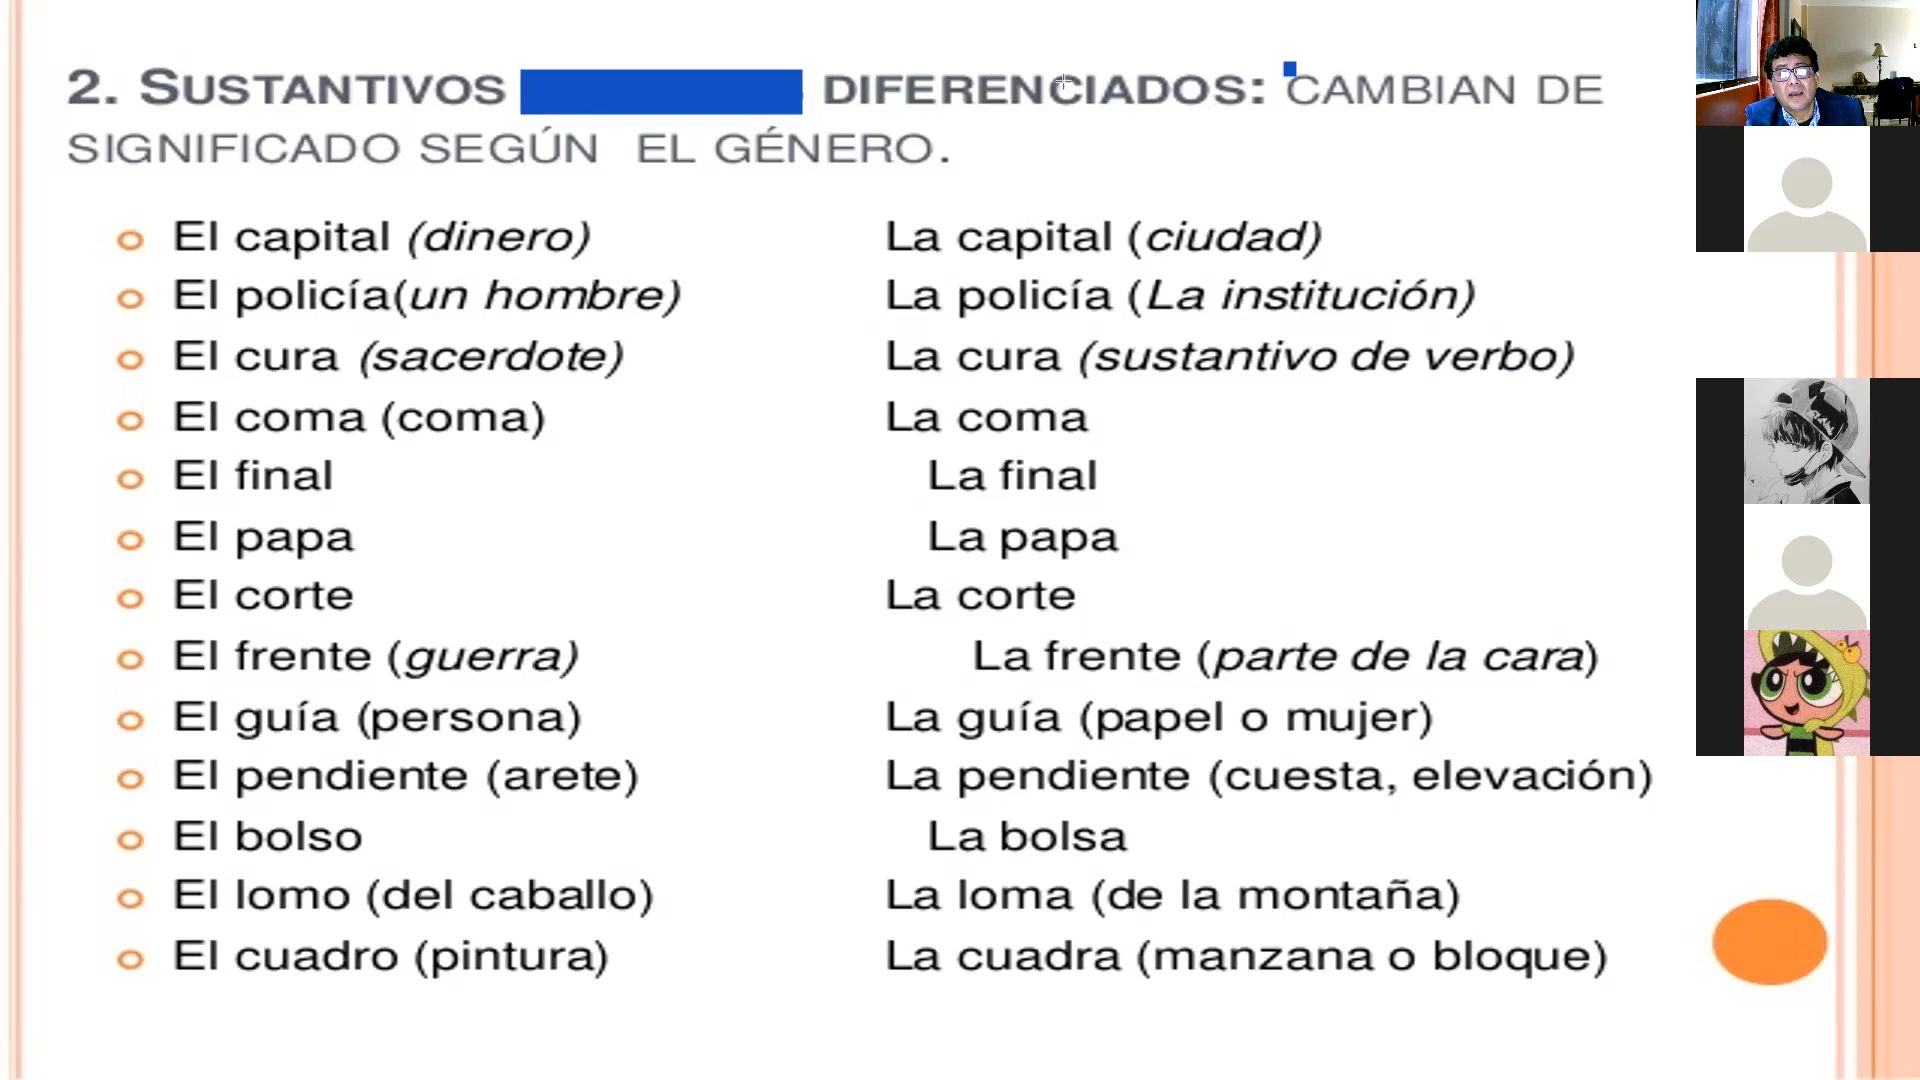 2. SUSTANTIVOS DIFERENCIADOS: CAMBIAN DE
SIGNIFICADO SEGÚN EL GÉNERO.
El capital (dinero) La capital (ciudad)
El policía(un hombre) La policía (La institución)
El cura (sacerdote) La cura (sustantivo de verbo)
El coma (coma) La coma
El final La final
El papa La papa
El corte La corte
El frente (guerra) La frente (parte de la cara)
El guía (persona) La guía (papel o mujer)
El pendiente (arete) La pendiente (cuesta, elevación)
El bolso La bolsa
El lomo (del caballo) La loma (de la montaña)
El cuadro (pintura) La cuadra (manzana o bloque)